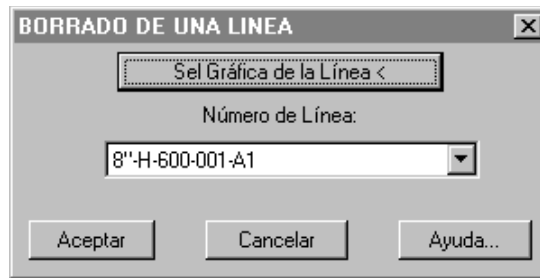 BORRADO DE UNA LINEA
Sel Gráfica de la Línea <
Número de Línea:
8"-H-600-001-A1
Aceptar Cancelar Ayuda...